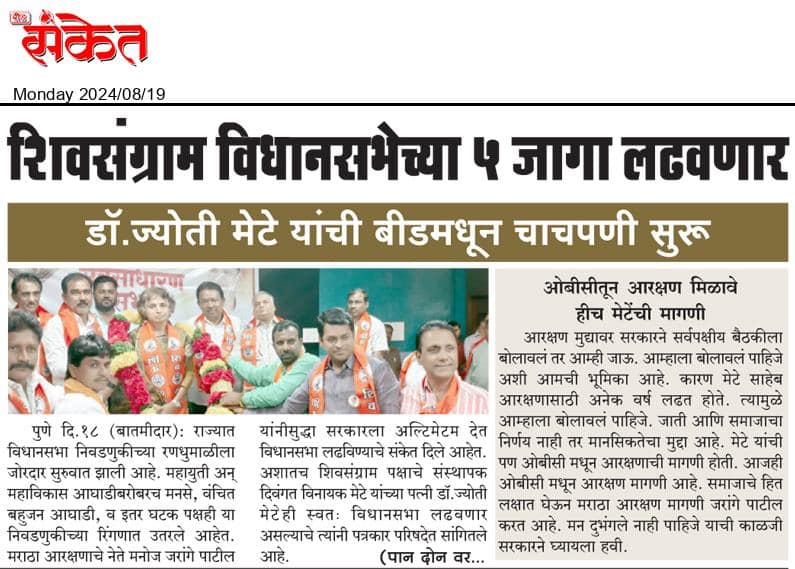 संकेत
Monday 2024/08/19
शिवसंग्राम विधानसभेच्या ५ जागा लढवणार
डॉ.ज्योती मेटे यांची बीडमधून चाचपणी सुरू
पुणे दि.१८ (बातमीदार): राज्यात
विधानसभा निवडणुकीच्या रणधुमाळीला
जोरदार सुरुवात झाली आहे. महायुती अन्
महाविकास आघाडीबरोबरच मनसे, वंचित
बहुजन आघाडी, व इतर घटक पक्षही या
निवडणुकीच्या रिंगणात उतरले आहेत.
मराठा आरक्षणाचे नेते मनोज जरांगे पाटील
यांनीसुद्धा सरकारला अल्टिमेटम देत
विधानसभा लढविण्याचे संकेत दिले आहेत.
अशातच शिवसंग्राम पक्षाचे संस्थापक
दिवंगत विनायक मेटे यांच्या पत्नी डॉ.ज्योती
मेटेही स्वतः विधानसभा लढवणार
असल्याचे त्यांनी पत्रकार परिषदेत सांगितले
आहे. (पान दोन वर...
ओबीसीतून आरक्षण मिळावे
हीच मेटेंची मागणी
आरक्षण मुद्यावर सरकारने सर्वपक्षीय बैठकीला
बोलावलं तर आम्ही जाऊ. आम्हाला बोलावलं पाहिजे
अशी आमची भूमिका आहे. कारण मेटे साहेब
आरक्षणासाठी अनेक वर्ष लढत होते. त्यामुळे
आम्हाला बोलावलं पाहिजे. जाती आणि समाजाचा
निर्णय नाही तर मानसिकतेचा मुद्दा आहे. मेटे यांची
पण ओबीसी मधून आरक्षणाची मागणी होती. आजही
ओबीसी मधून आरक्षण मागणी आहे. समाजाचे हित
लक्षात घेऊन मराठा आरक्षण मागणी जरांगे पाटील
करत आहे. मन दुभंगले नाही पाहिजे याची काळजी
सरकारने घ्यायला हवी.